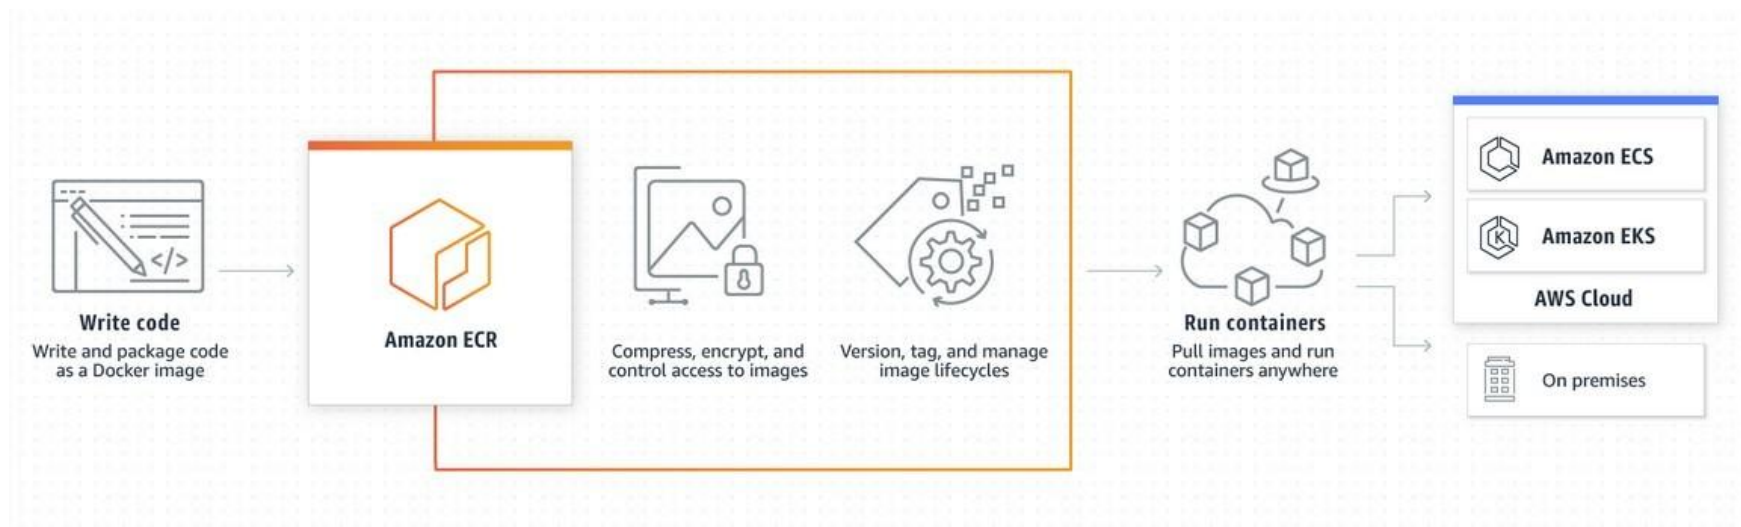 Write code
Write and package code
as a Docker image
</>
Amazon ECR
Compress, encrypt, and
control access to images
Version, tag, and manage
image lifecycles
Run containers
Pull images and run
containers anywhere
Amazon ECS
K
Amazon EKS
AWS Cloud
On premises